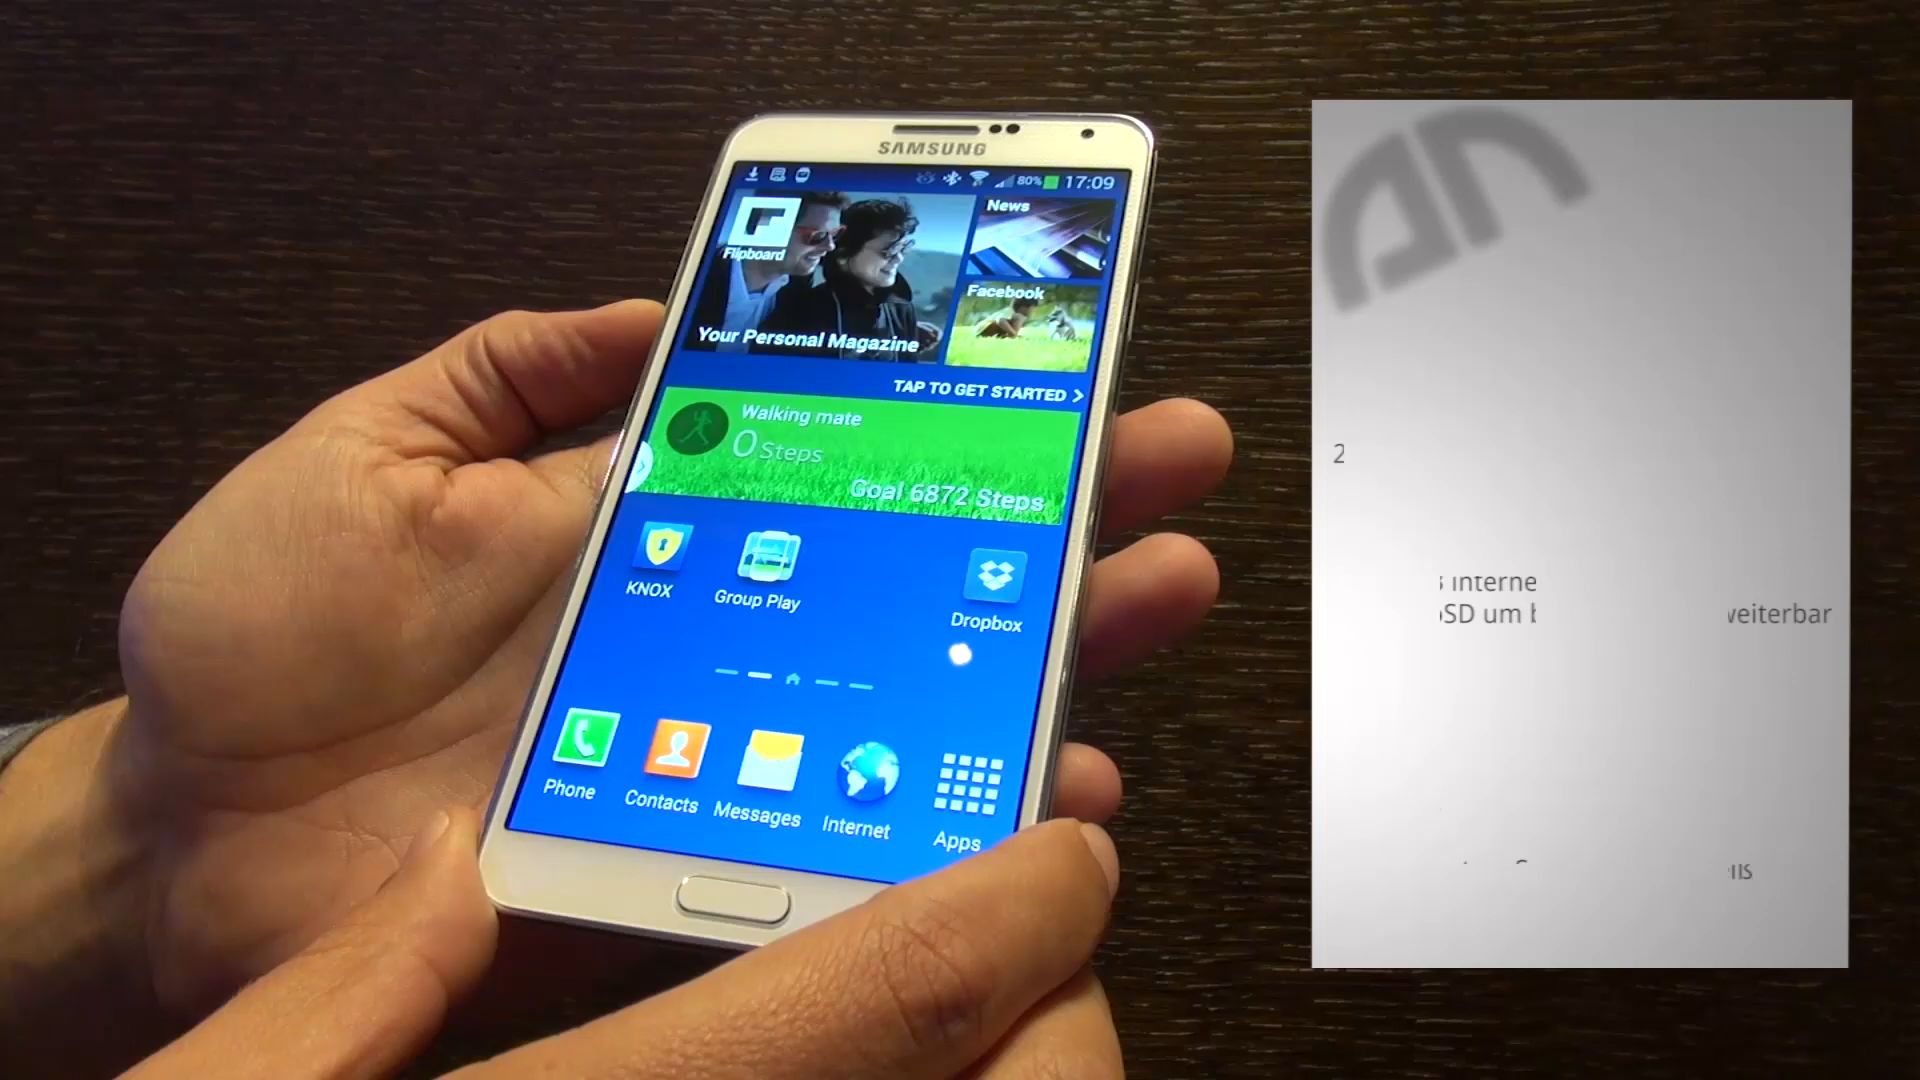 SAMSUNG
80% 17:09
Flipboard
Your Personal Magazine
News
Facebook
TAP TO GET STARTED
Walking mate
0 Steps
Goal 6872 Steps
KNOX
Group Play
Dropbox
Phone
Contacts
Messages
Internet
Apps
2
interne
SD um
weiterbar